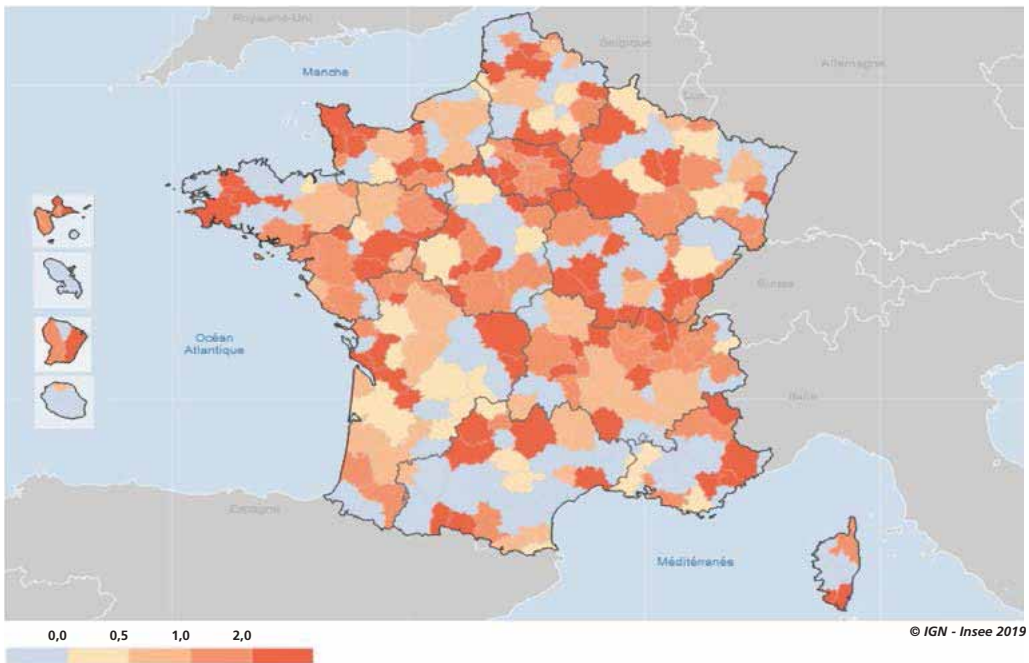 Royaume-Uni
Belgique
Allemagne
Manche
Lux.
Suisse
Océan
Atlantique
Italie
Espagne
Méditerranée
0,0 0,5 1,0 2,0
© IGN - Insee 2019